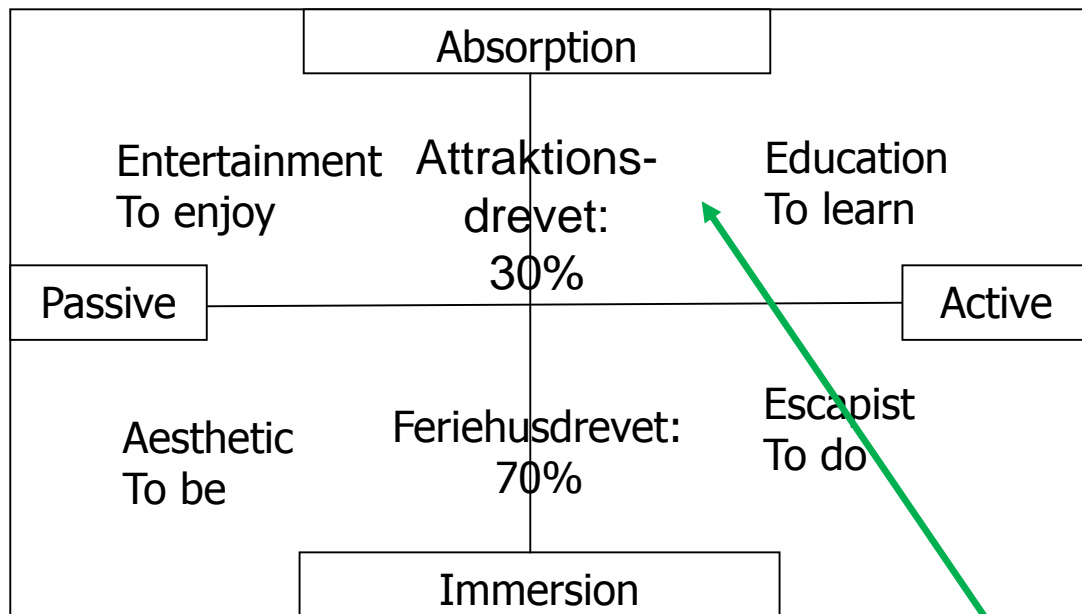 Absorption
Entertainment
To enjoy
Attraktions-
drevet:
30%
Education
To learn
Passive
Active
Aesthetic
To be
Feriehusdrevet:
70%
Escapist
To do
Immersion